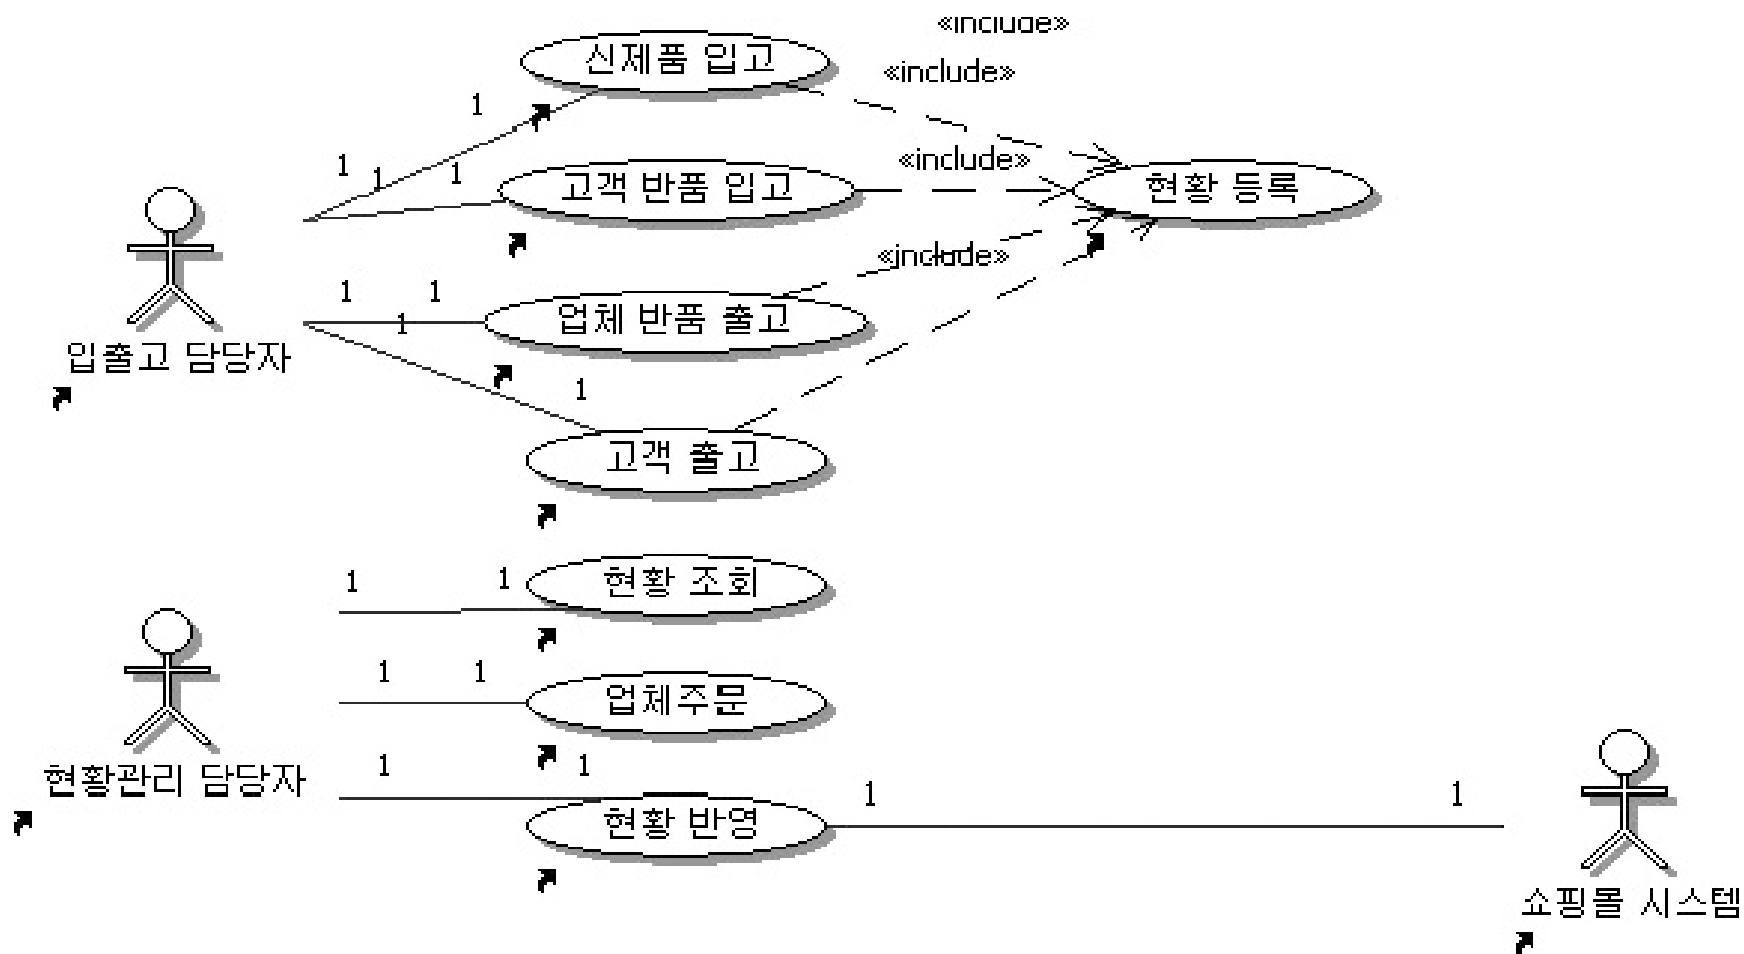 «include»
신제품 입고
«include»
1
1
1
1
«include»
고객 반품 입고
현황 등록
«include»
1
1
업체 반품 출고
1
입출고 담당자
1
고객 출고
1
1
현황 조회
1
1
업체주문
1
1
현황관리 담당자
현황 반영
1
1
쇼핑몰 시스템